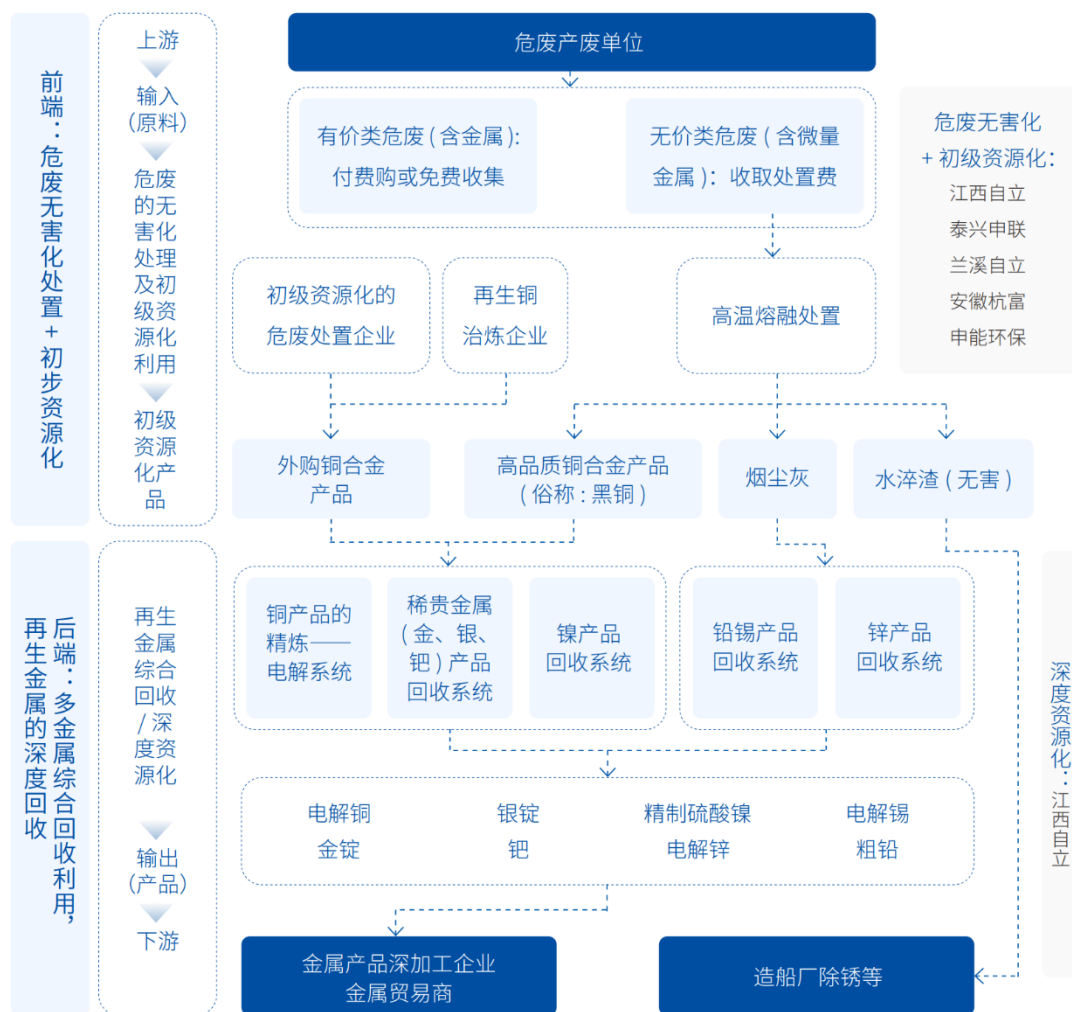 前端：危废无害化处置+初步资源化
上游
输入
（原料）
危废
的无
害化
处理
及初
级资
源化
利用
初级
资源
化产
品
危废产废单位
有价类危废(含金属):
付费购或免费收集
无价类危废(含微量
金属)：收取处置费
危废无害化
+初级资源化：
江西自立
泰兴申联
兰溪自立
安徽杭富
申能环保
初级资源化的
危废处置企业
再生铜
冶炼企业
高温熔融处置
外购铜合金
产品
高品质铜合金产品
(俗称:黑铜)
烟尘灰
水淬渣(无害)
后端：多金属综合回收利用，
再生金属的深度回收
再生
金属
综合
回收
/深
度资
源化
输出
（产品）
下游
铜产品的
精炼——
电解系统
稀贵金属
(金、银、
钯)产品
回收系统
镍产品
回收系统
铅锡产品
回收系统
锌产品
回收系统
深度资源化：江西自立
电解铜
银锭
精制硫酸镍
电解锡
金锭
钯
电解锌
粗铅
金属产品深加工企业
金属贸易商
造船厂除锈等